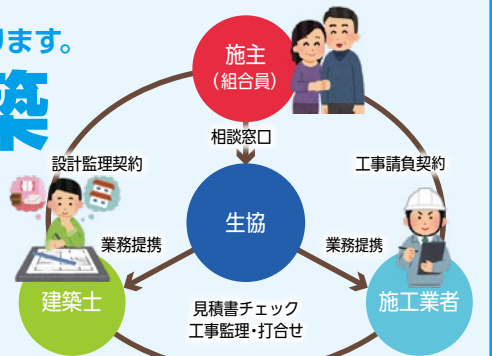 ります。
築
施主
(組合員)
相談窓口
設計監理契約
工事請負契約
生協
業務提携
業務提携
建築士
見積書チェック
工事監理・打合せ
施工業者